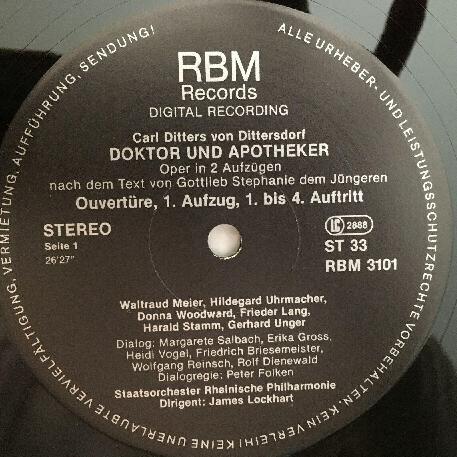 ALLE URHEBER- UND LEISTUNGSSCHUTZRECHTE VORBEHALTEN. KEIN VERLEIH! KEINE UNERLAUBTE VERVIELFÄLTIGUNG, VERMIETUNG, AUFFÜHRUNG, SENDUNG!
RBM
Records
DIGITAL RECORDING
Carl Ditters von Dittersdorf
DOKTOR UND APOTHEKER
Oper in 2 Aufzügen
nach dem Text von Gottlieb Stephanie dem Jüngeren
Ouvertüre, 1. Aufzug, 1. bis 4. Auftritt
STEREO
Seite 1
26'27"
LC 2868
ST 33
RBM 3101
Waltraud Meier, Hildegard Uhrmacher,
Donna Woodward, Frieder Lang,
Harald Stamm, Gerhard Unger
Dialog: Margarete Salbach, Erika Gross,
Heidi Vogel, Friedrich Briesemeister,
Wolfgang Reinsch, Rolf Dienewald
Dialogregie: Peter Folken
Staatsorchester Rheinische Philharmonie
Dirigent: James Lockhart